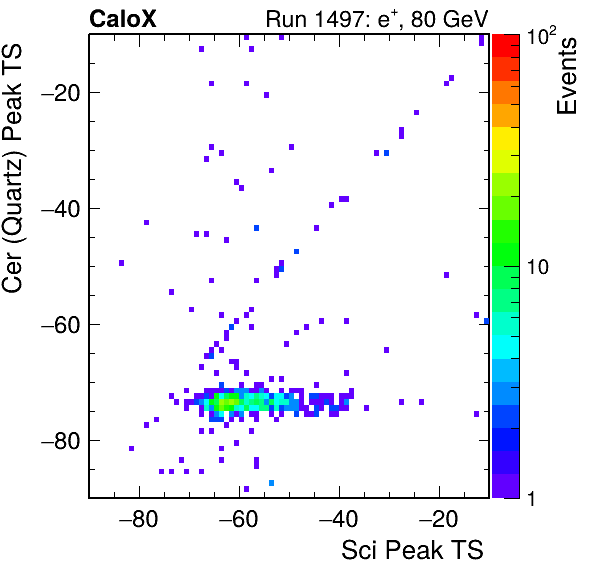 CaloX Run 1497: e⁺, 80 GeV
Cer (Quartz) Peak TS
−20
−40
−60
−80
−80 −60 −40 −20
Sci Peak TS
10²
10
1
Events